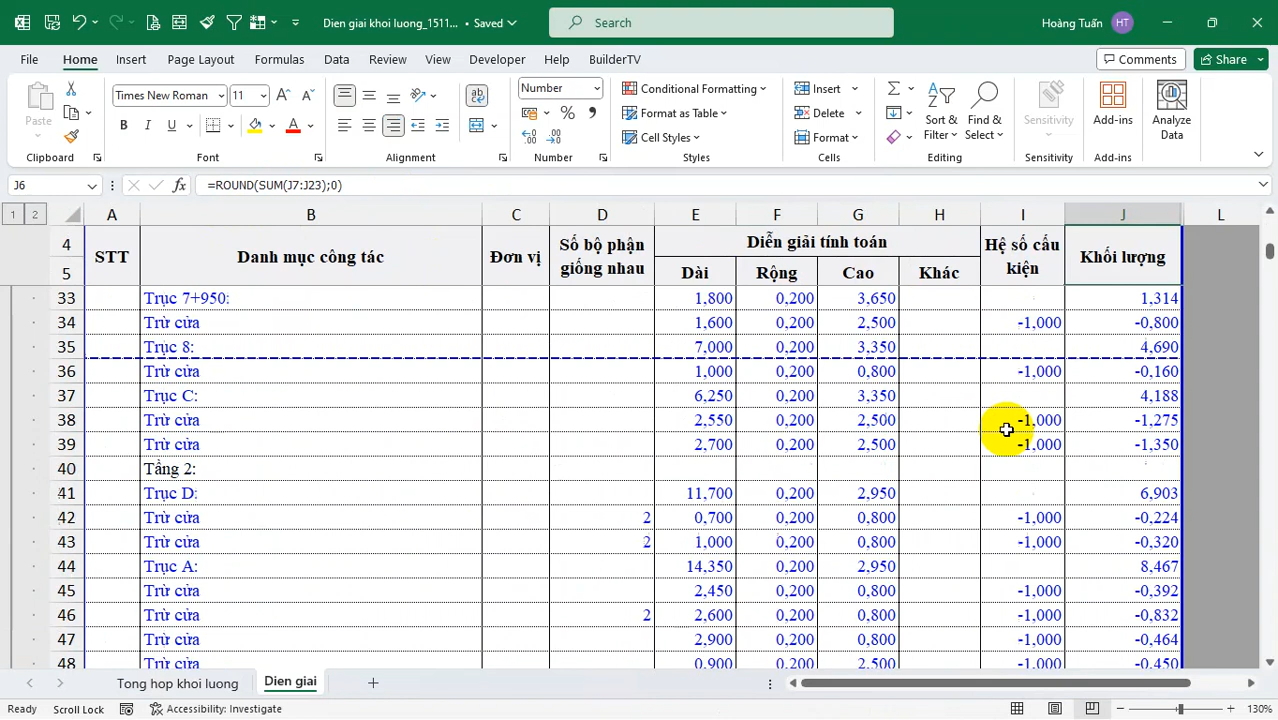 Dien giai khoi luong_1511... • Saved
Search
Hoàng Tuấn HT
File Home Insert Page Layout Formulas Data Review View Developer Help BuilderTV Comments Share
Paste Times New Roman 11 Number Conditional Formatting Insert Sort & Filter Find & Select Sensitivity Add-ins Analyze Data
B I U A Format as Table Delete
Cell Styles Format
Clipboard Font Alignment Number Styles Cells Editing Sensitivity Add-ins
J6 fx =ROUND(SUM(J7:J23);0)
1 2 A B C D E F G H I J L
4 STT Danh mục công tác Đơn vị Số bộ phận giống nhau Diễn giải tính toán Hệ số cấu kiện Khối lượng
5 Dài Rộng Cao Khác
33 Trục 7+950: 1,800 0,200 3,650 1,314
34 Trừ cửa 1,600 0,200 2,500 -1,000 -0,800
35 Trục 8: 7,000 0,200 3,350 4,690
36 Trừ cửa 1,000 0,200 0,800 -1,000 -0,160
37 Trục C: 6,250 0,200 3,350 4,188
38 Trừ cửa 2,550 0,200 2,500 -1,000 -1,275
39 Trừ cửa 2,700 0,200 2,500 -1,000 -1,350
40 Tầng 2:
41 Trục D: 11,700 0,200 2,950 6,903
42 Trừ cửa 2 0,700 0,200 0,800 -1,000 -0,224
43 Trừ cửa 2 1,000 0,200 0,800 -1,000 -0,320
44 Trục A: 14,350 0,200 2,950 8,467
45 Trừ cửa 2,450 0,200 0,800 -1,000 -0,392
46 Trừ cửa 2 2,600 0,200 0,800 -1,000 -0,832
47 Trừ cửa 2,900 0,200 0,800 -1,000 -0,464
48 Trừ cửa 0,900 0,200 2,500 -1,000 -0,450
Tong hop khoi luong Dien giai
Scroll Lock Accessibility: Investigate 130%